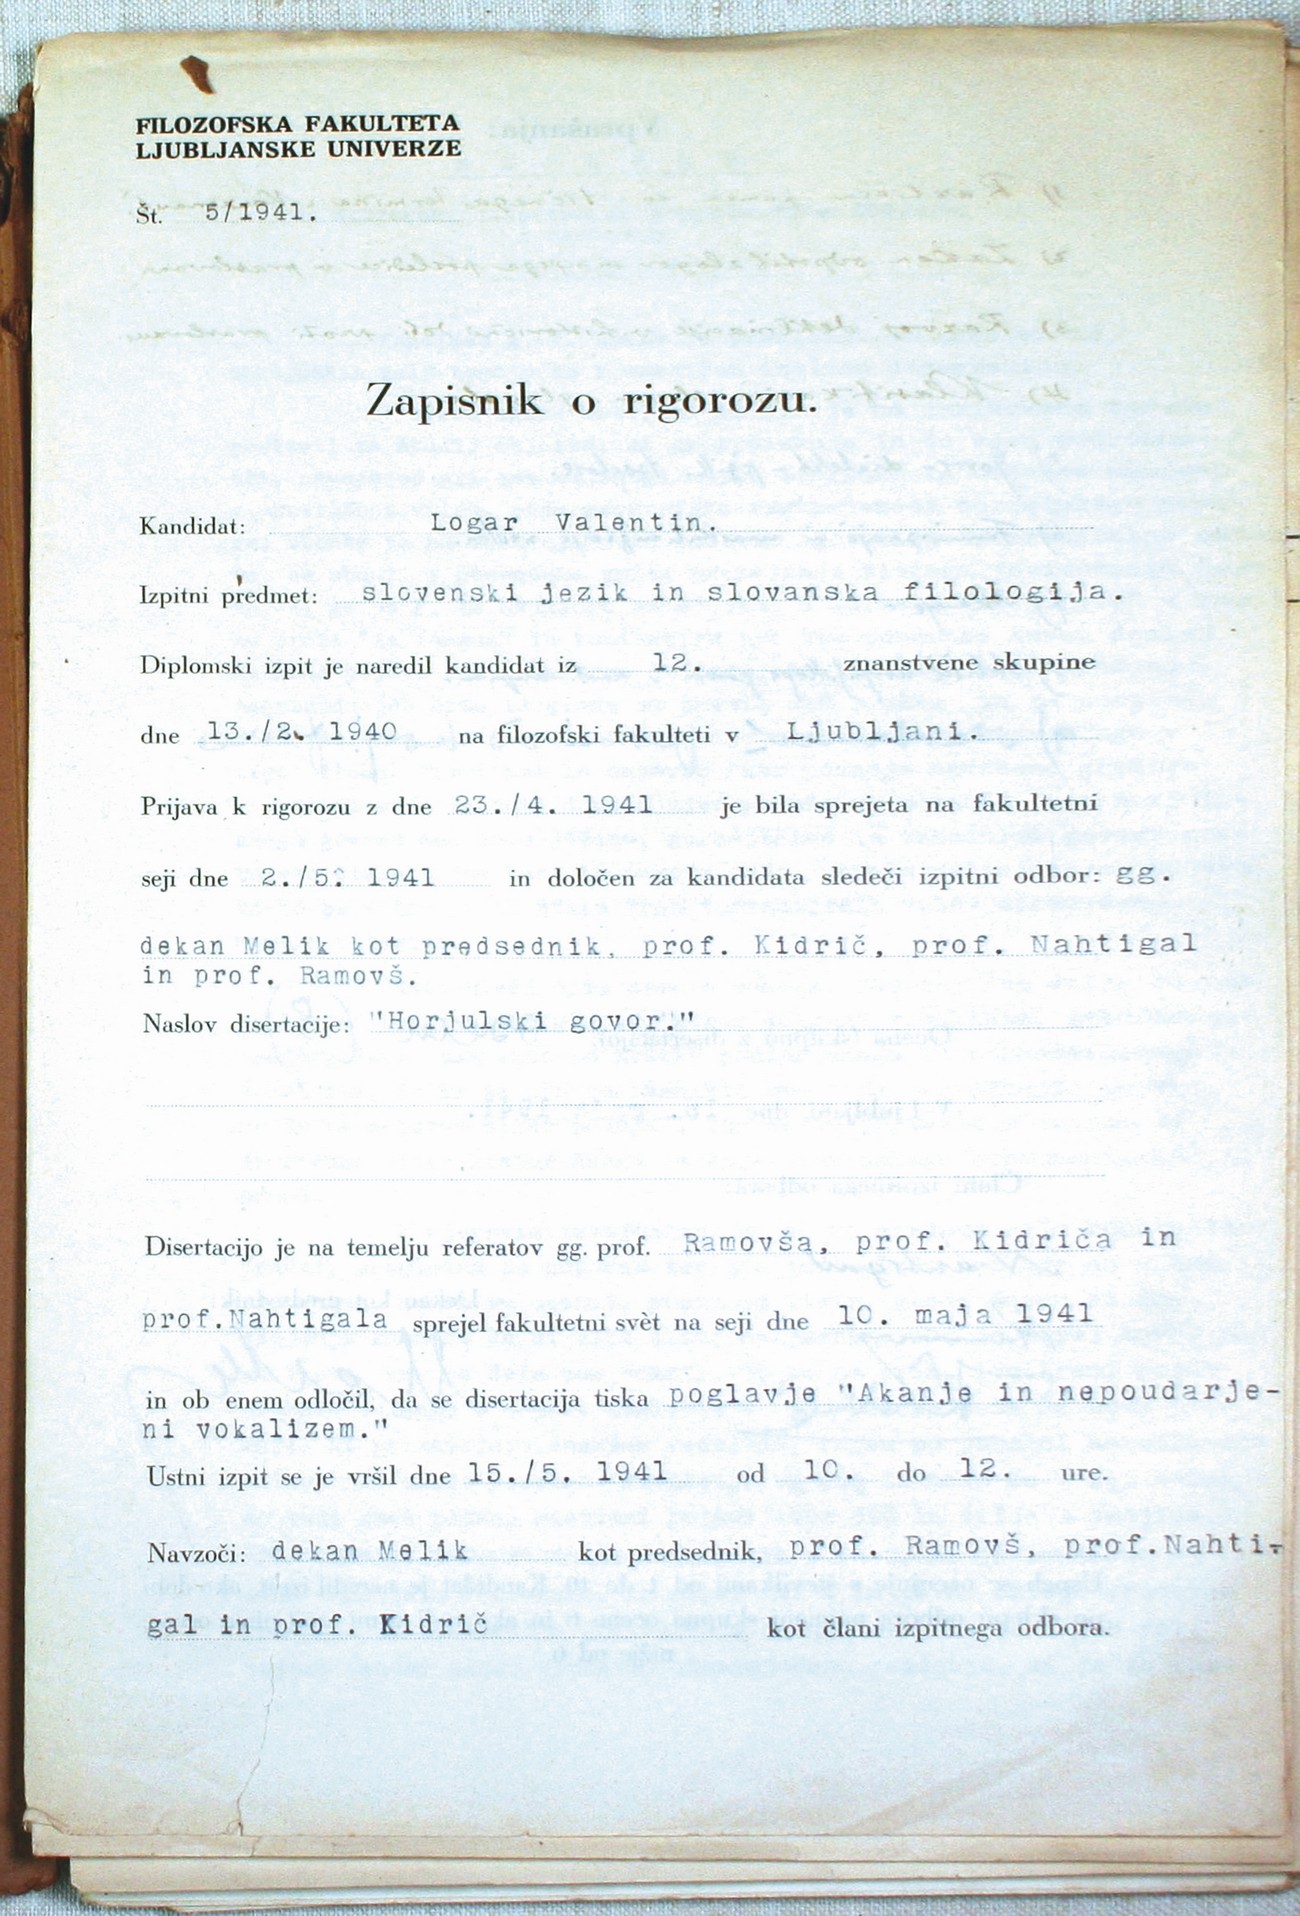 FILOZOFSKA FAKULTETA
LJUBLJANSKE UNIVERZE
Št. 5/1941.
Zapisnik o rigorozu.
Kandidat: Logar Valentin.
Izpitni predmet: slovenski jezik in slovanska filologija.
Diplomski izpit je naredil kandidat iz 12. znanstvene skupine
dne 13./2. 1940 na filozofski fakulteti v Ljubljani.
Prijava k rigorozu z dne 23./4. 1941 je bila sprejeta na fakultetni
seji dne 2./5. 1941 in določen za kandidata sledeči izpitni odbor: gg.
dekan Melik kot predsednik, prof. Kidrič, prof. Nahtigal
in prof. Ramovš.
Naslov disertacije: "Horjulski govor."
Disertacijo je na temelju referatov gg. prof. Ramovša, prof. Kidriča in
prof.Nahtigala sprejel fakultetni svèt na seji dne 10. maja 1941
in ob enem odločil, da se disertacija tiska poglavje "Akanje in nepoudarje-
ni vokalizem."
Ustni izpit se je vršil dne 15./5. 1941 od 10. do 12. ure.
Navzoči: dekan Melik kot predsednik, prof. Ramovš, prof.Nahti-
gal in prof. Kidrič kot člani izpitnega odbora.